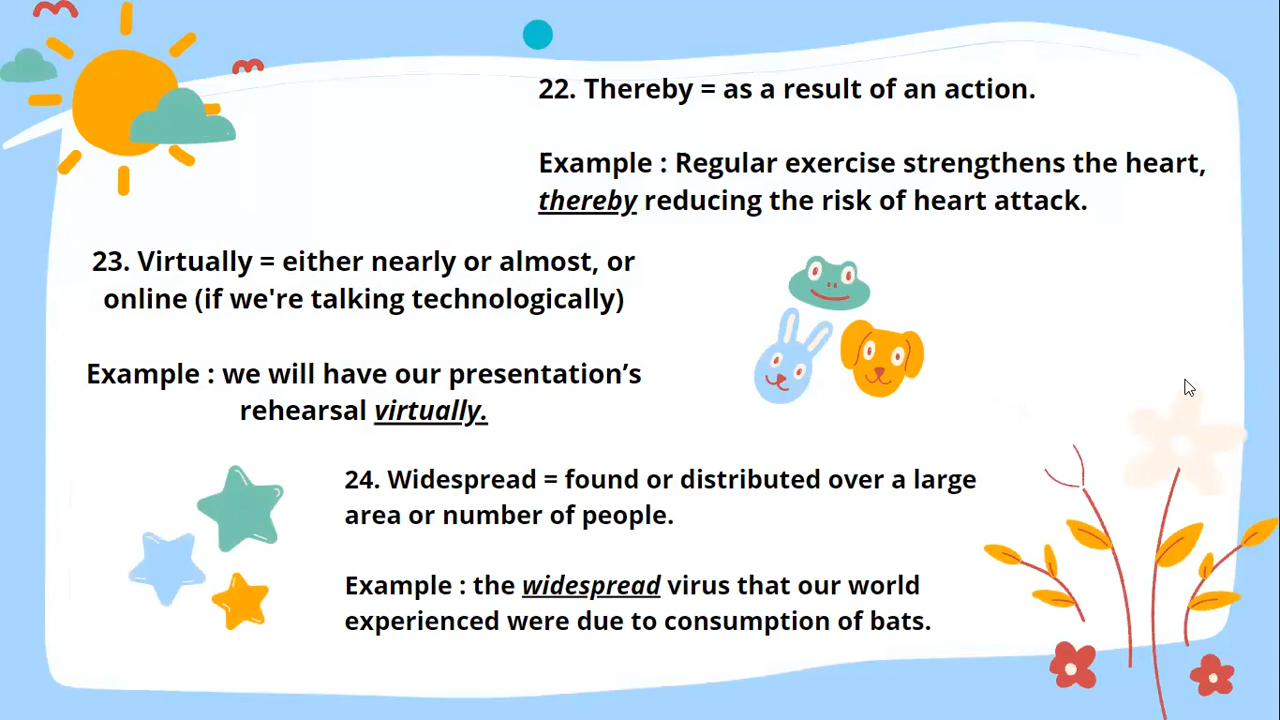 22. Thereby = as a result of an action.
Example : Regular exercise strengthens the heart,
thereby reducing the risk of heart attack.
23. Virtually = either nearly or almost, or
online (if we're talking technologically)
Example : we will have our presentation’s
rehearsal virtually.
24. Widespread = found or distributed over a large
area or number of people.
Example : the widespread virus that our world
experienced were due to consumption of bats.